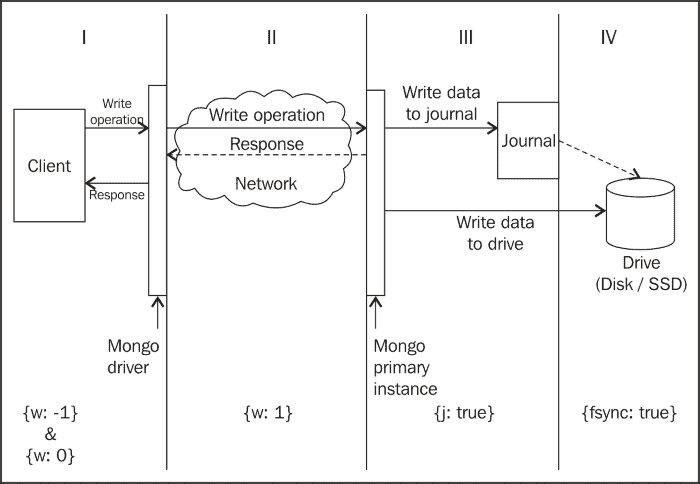 I
II
III
IV
Write
operation
Client
Response
Write operation
Response
Network
Write data
to journal
Journal
Write data
to drive
Drive
(Disk / SSD)
Mongo
driver
Mongo
primary
instance
{w: -1}
&
{w: 0}
{w: 1}
{j: true}
{fsync: true}